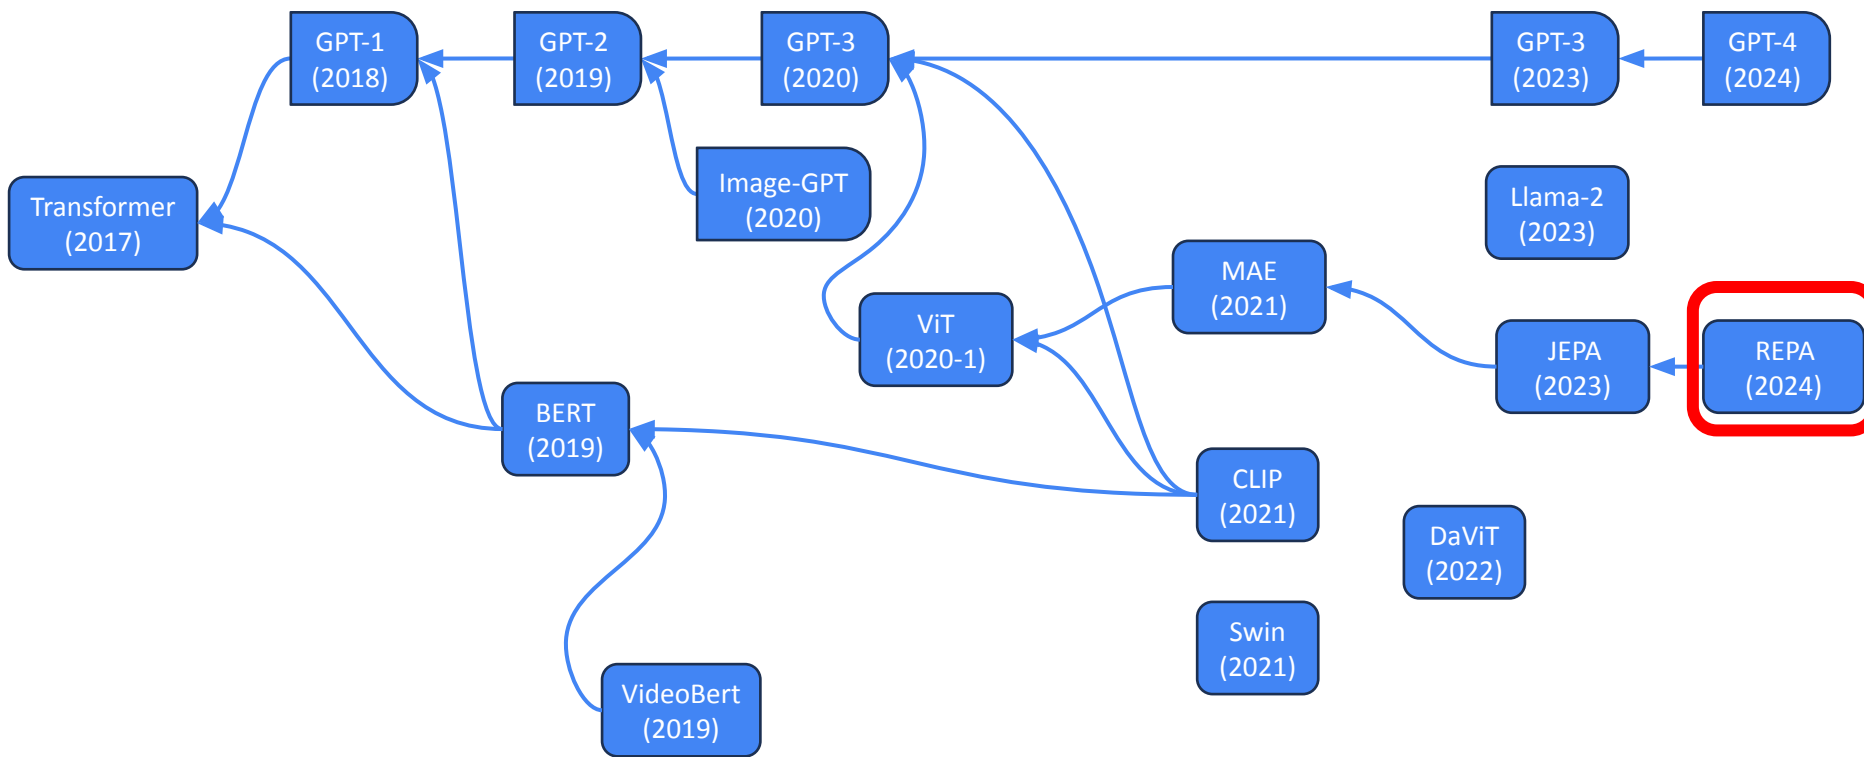 GPT-1
(2018)
GPT-2
(2019)
GPT-3
(2020)
GPT-3
(2023)
GPT-4
(2024)
Image-GPT
(2020)
Transformer
(2017)
Llama-2
(2023)
MAE
(2021)
ViT
(2020-1)
JEPA
(2023)
REPA
(2024)
BERT
(2019)
CLIP
(2021)
DaViT
(2022)
Swin
(2021)
VideoBert
(2019)